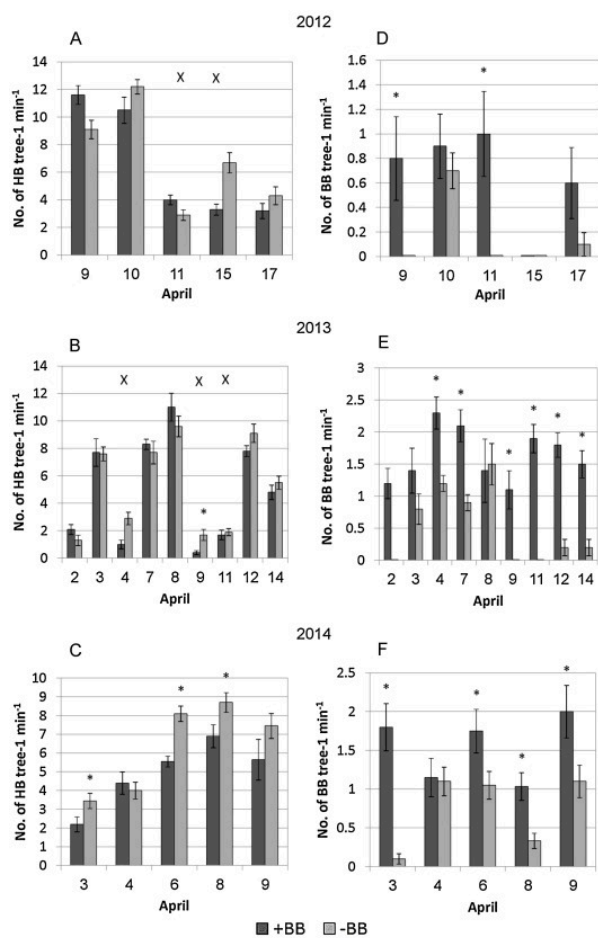 2012
A
No. of HB tree-1 min-1
14
12
10
8
6
4
2
0
X X
9 10 11 15 17
April
D
No. of BB tree-1 min-1
1.6
1.4
1.2
1
0.8
0.6
0.4
0.2
0
* *
9 10 11 15 17
April
2013
B
No. of HB tree-1 min-1
14
12
10
8
6
4
2
0
X X X
*
2 3 4 7 8 9 11 12 14
April
E
No. of BB tree-1 min-1
3
2.5
2
1.5
1
0.5
0
* * * * * *
2 3 4 7 8 9 11 12 14
April
2014
C
No. of HB tree-1 min-1
10
9
8
7
6
5
4
3
2
1
0
* * *
3 4 6 8 9
April
F
No. of BB tree-1 min-1
2.5
2
1.5
1
0.5
0
* * * *
3 4 6 8 9
April
+BB -BB